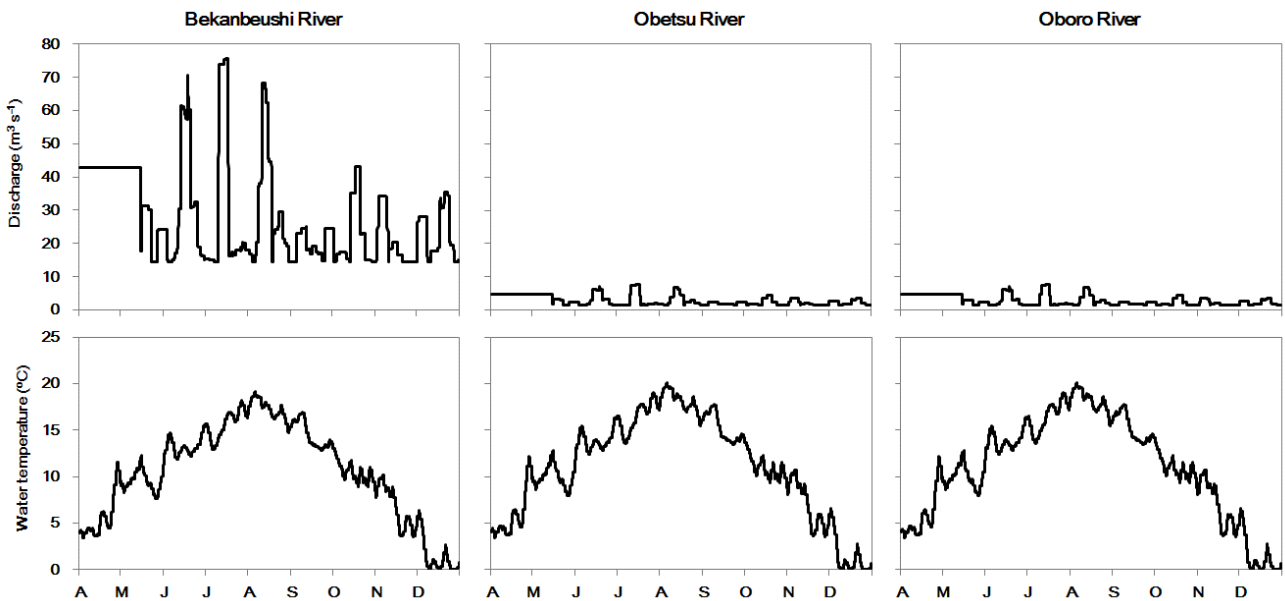 Bekanbeushi River Obetsu River Oboro River
Discharge (m³ s⁻¹)
80
70
60
50
40
30
20
10
0
A M J J A S O N D
A M J J A S O N D
A M J J A S O N D
Water temperature (ºC)
25
20
15
10
5
0
A M J J A S O N D
A M J J A S O N D
A M J J A S O N D